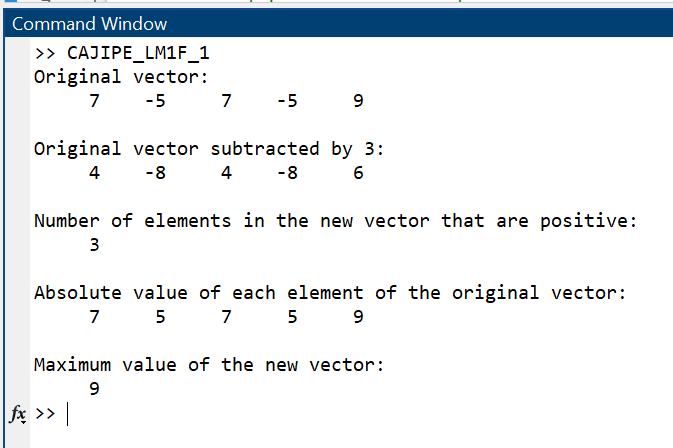 Command Window
>> CAJIPE_LM1F_1
Original vector:
7 -5 7 -5 9
Original vector subtracted by 3:
4 -8 4 -8 6
Number of elements in the new vector that are positive:
3
Absolute value of each element of the original vector:
7 5 7 5 9
Maximum value of the new vector:
9
fx >>